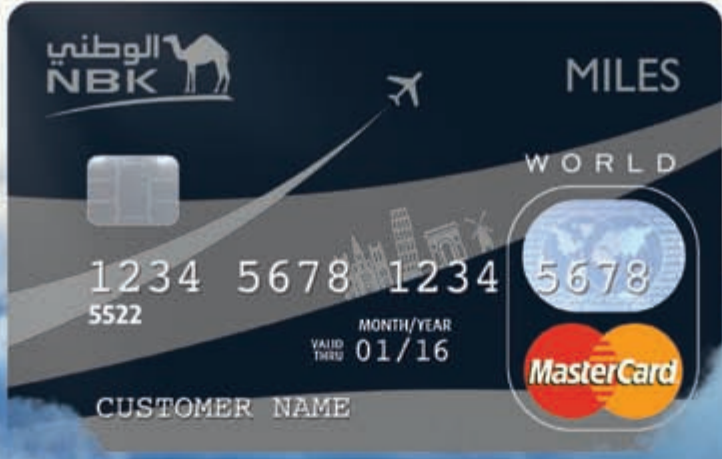 الوطني
NBK
MILES
WORLD
1234 5678 1234 5678
5522
MONTH/YEAR
VALID THRU 01/16
MasterCard
CUSTOMER NAME